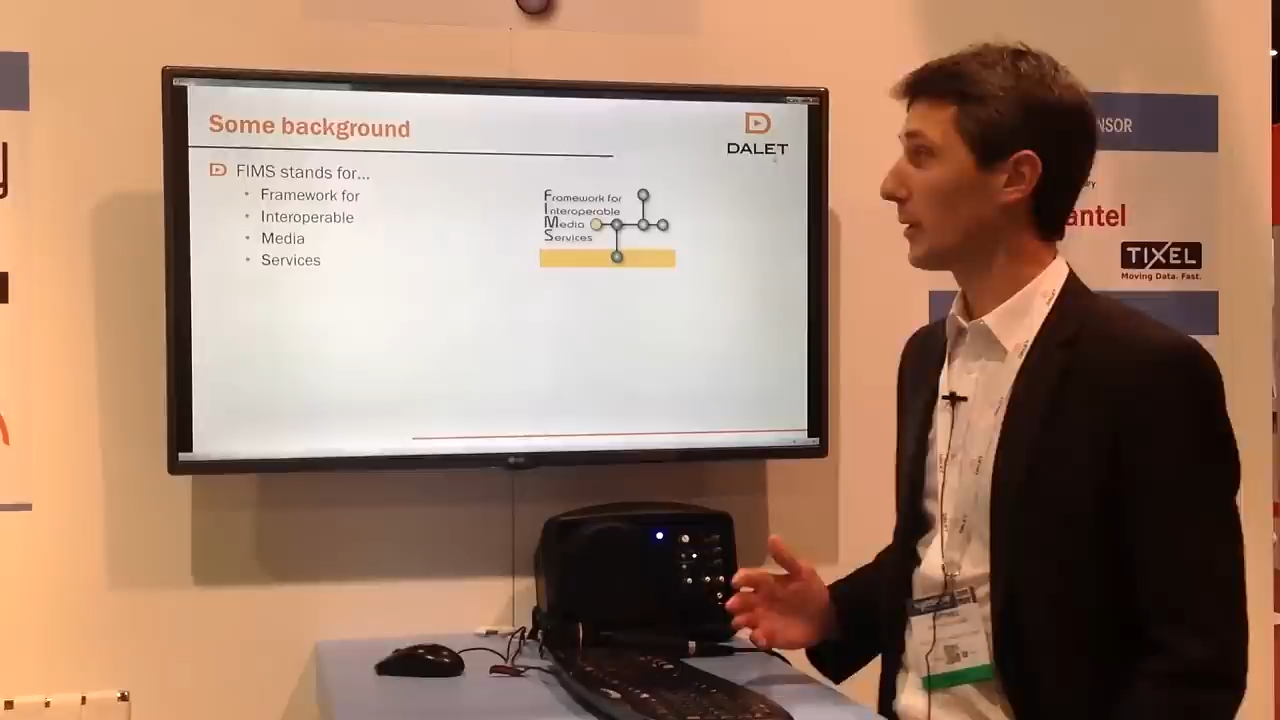 Some background
DALET
FIMS stands for...
• Framework for
• Interoperable
• Media
• Services
Framework for
Interoperable
Media
Services
NSOR
antel
TIXEL
Moving Data. Fast.